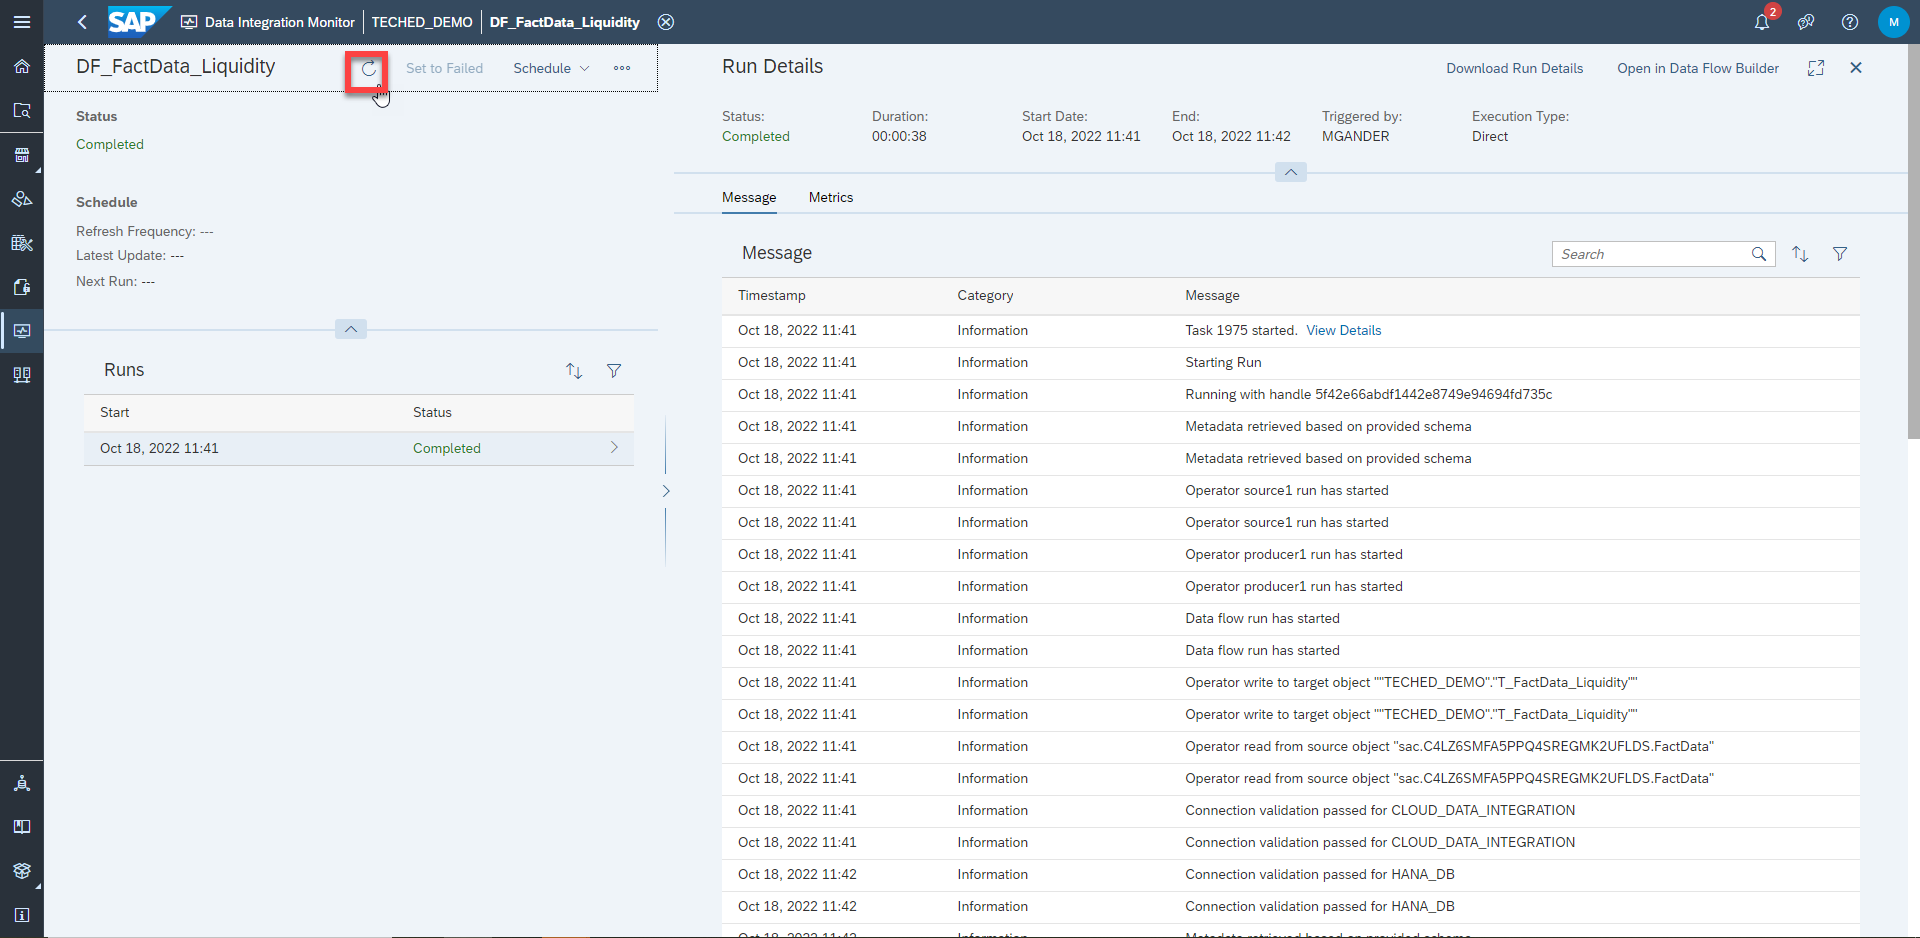 SAP Data Integration Monitor TECHED_DEMO DF_FactData_Liquidity 2 M
DF_FactData_Liquidity Set to Failed Schedule
Status
Completed
Schedule
Refresh Frequency: ---
Latest Update: ---
Next Run: ---
Runs
Start Status
Oct 18, 2022 11:41 Completed
Run Details Download Run Details Open in Data Flow Builder
Status: Duration: Start Date: End: Triggered by: Execution Type:
Completed 00:00:38 Oct 18, 2022 11:41 Oct 18, 2022 11:42 MGANDER Direct
Message Metrics
Message Search
Timestamp Category Message
Oct 18, 2022 11:41 Information Task 1975 started. View Details
Oct 18, 2022 11:41 Information Starting Run
Oct 18, 2022 11:41 Information Running with handle 5f42e66abdf1442e8749e94694fd735c
Oct 18, 2022 11:41 Information Metadata retrieved based on provided schema
Oct 18, 2022 11:41 Information Metadata retrieved based on provided schema
Oct 18, 2022 11:41 Information Operator source1 run has started
Oct 18, 2022 11:41 Information Operator source1 run has started
Oct 18, 2022 11:41 Information Operator producer1 run has started
Oct 18, 2022 11:41 Information Operator producer1 run has started
Oct 18, 2022 11:41 Information Data flow run has started
Oct 18, 2022 11:41 Information Data flow run has started
Oct 18, 2022 11:41 Information Operator write to target object ""TECHED_DEMO"."T_FactData_Liquidity""
Oct 18, 2022 11:41 Information Operator write to target object ""TECHED_DEMO"."T_FactData_Liquidity""
Oct 18, 2022 11:41 Information Operator read from source object "sac.C4LZ6SMFA5PPQ4SREGMK2UFLDS.FactData"
Oct 18, 2022 11:41 Information Operator read from source object "sac.C4LZ6SMFA5PPQ4SREGMK2UFLDS.FactData"
Oct 18, 2022 11:41 Information Connection validation passed for CLOUD_DATA_INTEGRATION
Oct 18, 2022 11:41 Information Connection validation passed for CLOUD_DATA_INTEGRATION
Oct 18, 2022 11:42 Information Connection validation passed for HANA_DB
Oct 18, 2022 11:42 Information Connection validation passed for HANA_DB
Oct 18, 2022 11:42 Information Metadata retrieved based on provided schema